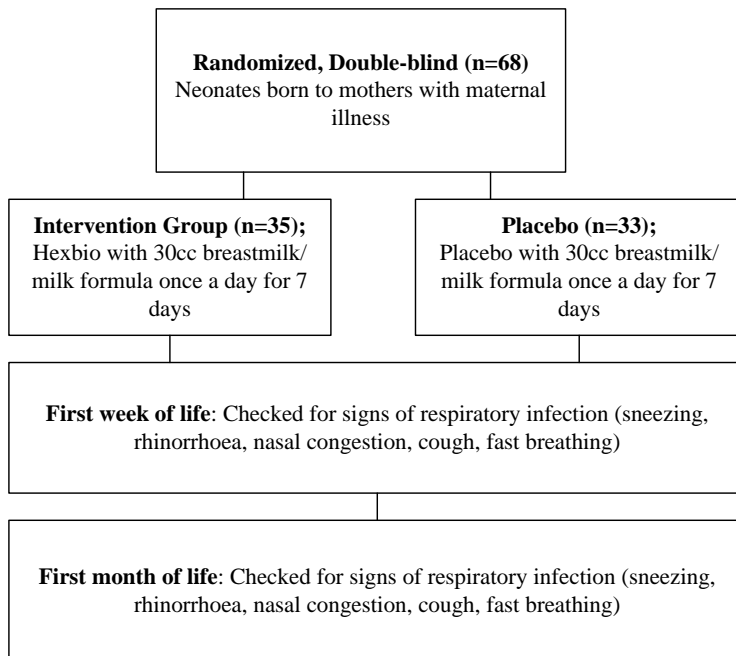 Randomized, Double-blind (n=68)
Neonates born to mothers with maternal
illness
Intervention Group (n=35);
Hexbio with 30cc breastmilk/
milk formula once a day for 7
days
Placebo (n=33);
Placebo with 30cc breastmilk/
milk formula once a day for 7
days
First week of life: Checked for signs of respiratory infection (sneezing,
rhinorrhoea, nasal congestion, cough, fast breathing)
First month of life: Checked for signs of respiratory infection (sneezing,
rhinorrhoea, nasal congestion, cough, fast breathing)